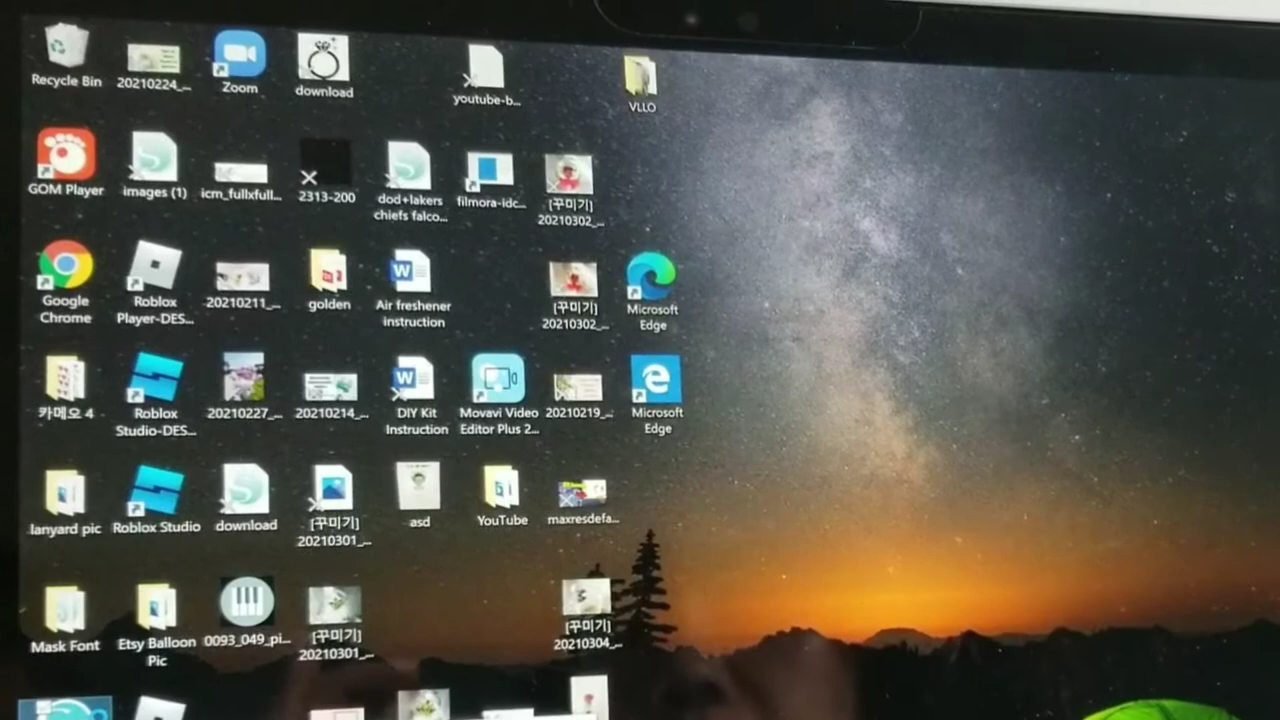 Recycle Bin
20210224_...
Zoom
download
youtube-b...
VLLO
GOM Player
images (1)
icm_fullxfull...
2313-200
dod+lakers
chiefs falco...
filmora-idc...
[꾸미기]
20210302_...
Google
Chrome
Roblox
Player-DES...
20210211_...
golden
Air freshener
instruction
[꾸미기]
20210302_...
Microsoft
Edge
카메오 4
Roblox
Studio-DES...
20210227_...
20210214_...
DIY Kit
Instruction
Movavi Video
Editor Plus 2...
20210219_...
Microsoft
Edge
lanyard pic
Roblox Studio
download
[꾸미기]
20210301_...
asd
YouTube
maxresdefa...
Mask Font
Etsy Balloon
Pic
0093_049_pi...
[꾸미기]
20210301_...
[꾸미기]
20210304_...